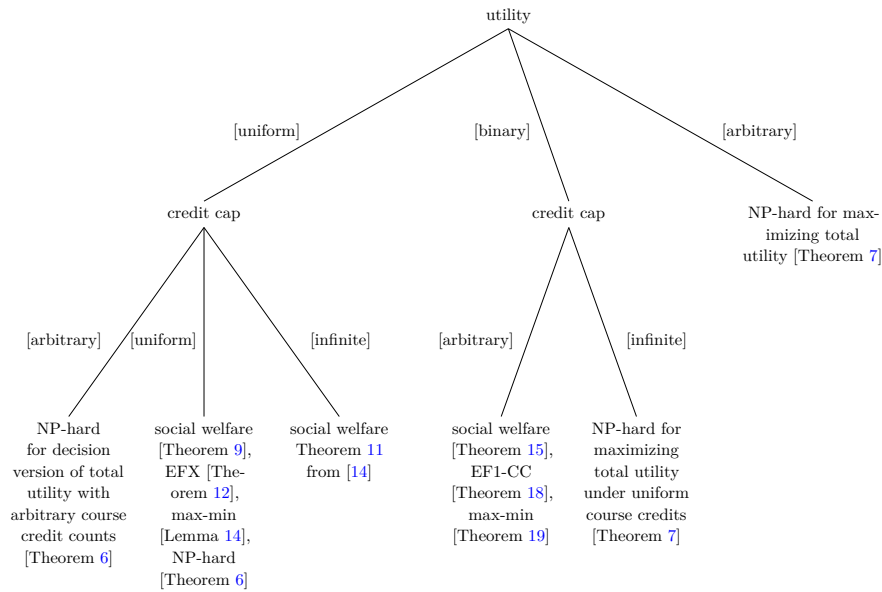 utility
[uniform]
[binary]
[arbitrary]
credit cap
credit cap
NP-hard for max-
imizing total
utility [Theorem 7]
[arbitrary]
[uniform]
[infinite]
[arbitrary]
[infinite]
NP-hard
for decision
version of total
utility with
arbitrary course
credit counts
[Theorem 6]
social welfare
[Theorem 9],
EFX [The-
orem 12],
max-min
[Lemma 14],
NP-hard
[Theorem 6]
social welfare
Theorem 11
from [14]
social welfare
[Theorem 15],
EF1-CC
[Theorem 18],
max-min
[Theorem 19]
NP-hard for
maximizing
total utility
under uniform
course credits
[Theorem 7]